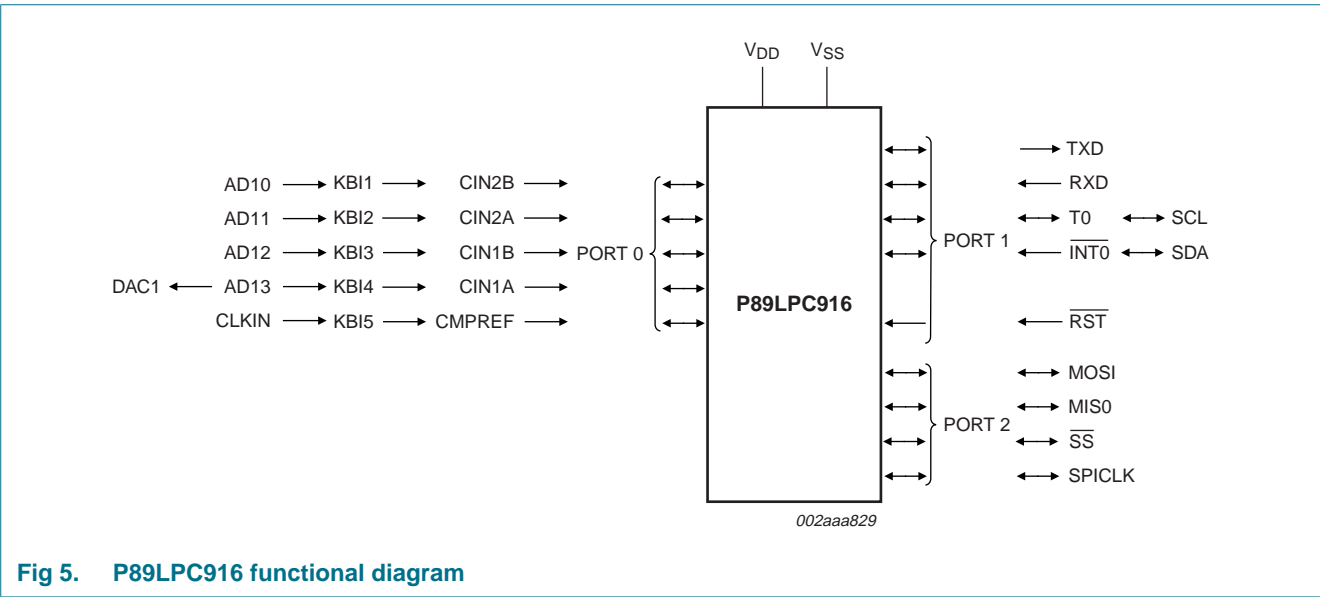 VDD VSS
TXD
AD10 KBI1 CIN2B RXD
AD11 KBI2 CIN2A T0 SCL
AD12 KBI3 CIN1B PORT 0 PORT 1 INT0 SDA
DAC1 AD13 KBI4 CIN1A P89LPC916
CLKIN KBI5 CMPREF RST
MOSI
MIS0
PORT 2 SS
SPICLK
002aaa829
Fig 5. P89LPC916 functional diagram